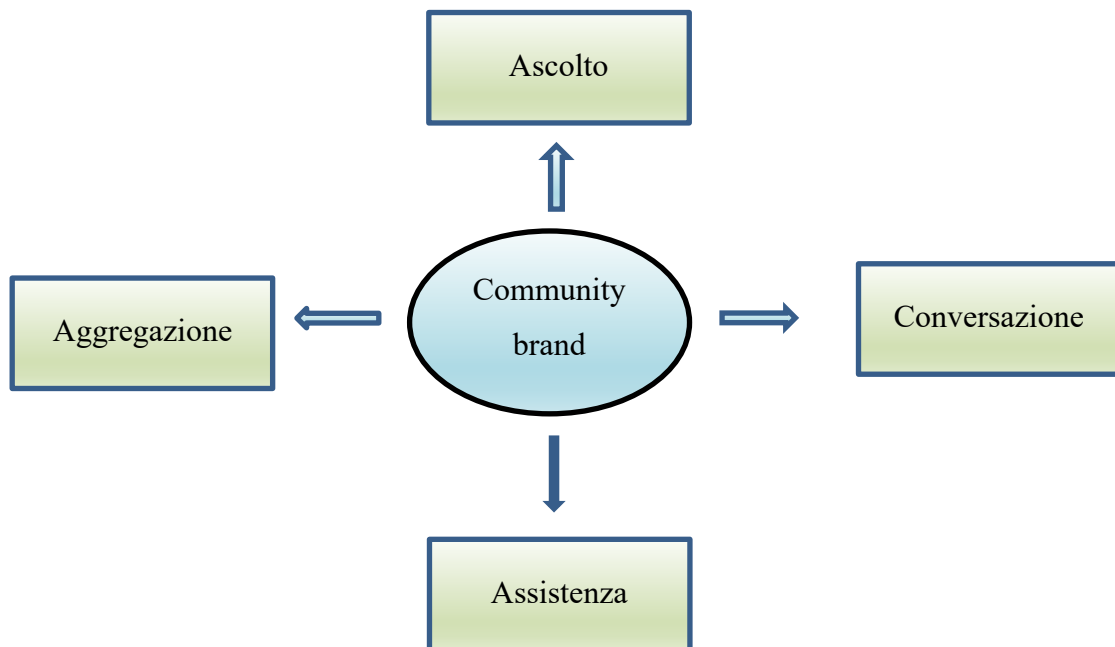 Ascolto
Aggregazione
Community
brand
Conversazione
Assistenza